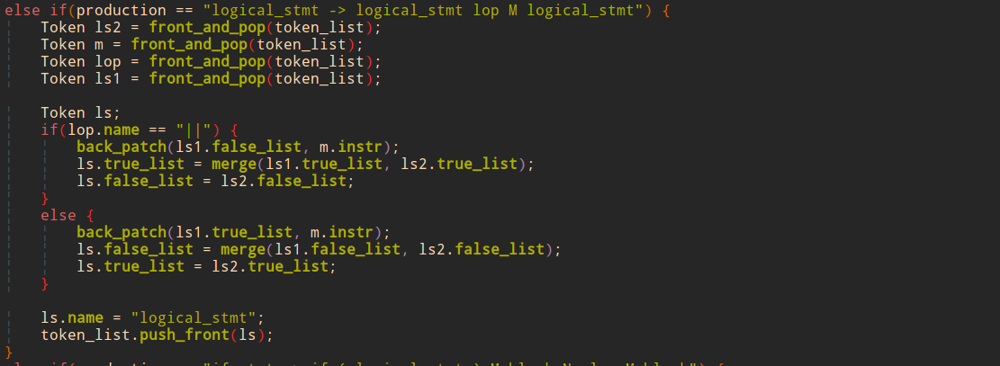 else if(production == "logical_stmt -> logical_stmt lop M logical_stmt") {
    Token ls2 = front_and_pop(token_list);
    Token m = front_and_pop(token_list);
    Token lop = front_and_pop(token_list);
    Token ls1 = front_and_pop(token_list);

    Token ls;
    if(lop.name == "||") {
        back_patch(ls1.false_list, m.instr);
        ls.true_list = merge(ls1.true_list, ls2.true_list);
        ls.false_list = ls2.false_list;
    }
    else {
        back_patch(ls1.true_list, m.instr);
        ls.false_list = merge(ls1.false_list, ls2.false_list);
        ls.true_list = ls2.true_list;
    }

    ls.name = "logical_stmt";
    token_list.push_front(ls);
}